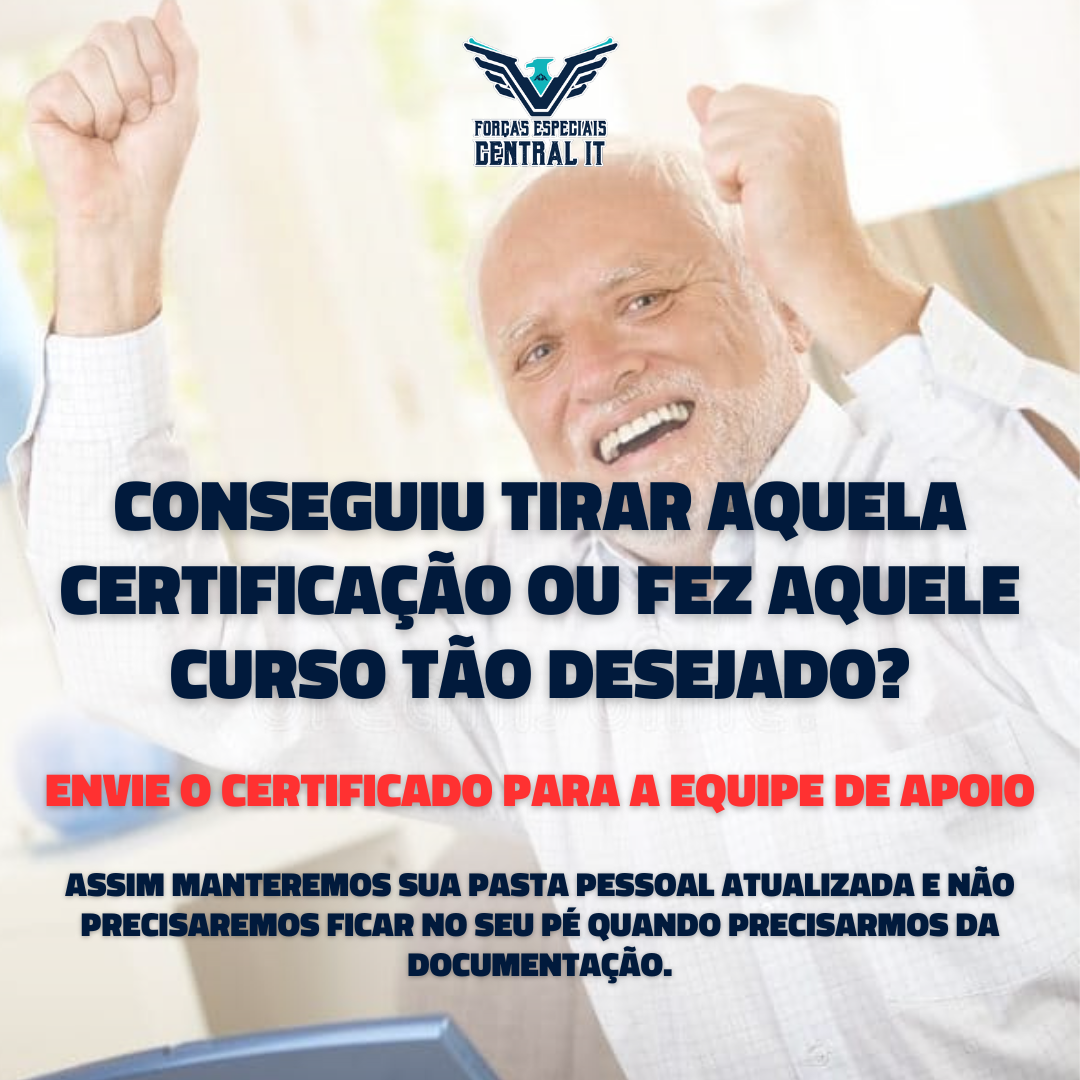 FORÇAS ESPECIAIS
CENTRAL IT
CONSEGUIU TIRAR AQUELA
CERTIFICAÇÃO OU FEZ AQUELE
CURSO TÃO DESEJADO?
ENVIE O CERTIFICADO PARA A EQUIPE DE APOIO
ASSIM MANTEREMOS SUA PASTA PESSOAL ATUALIZADA E NÃO
PRECISAREMOS FICAR NO SEU PÉ QUANDO PRECISARMOS DA
DOCUMENTAÇÃO.